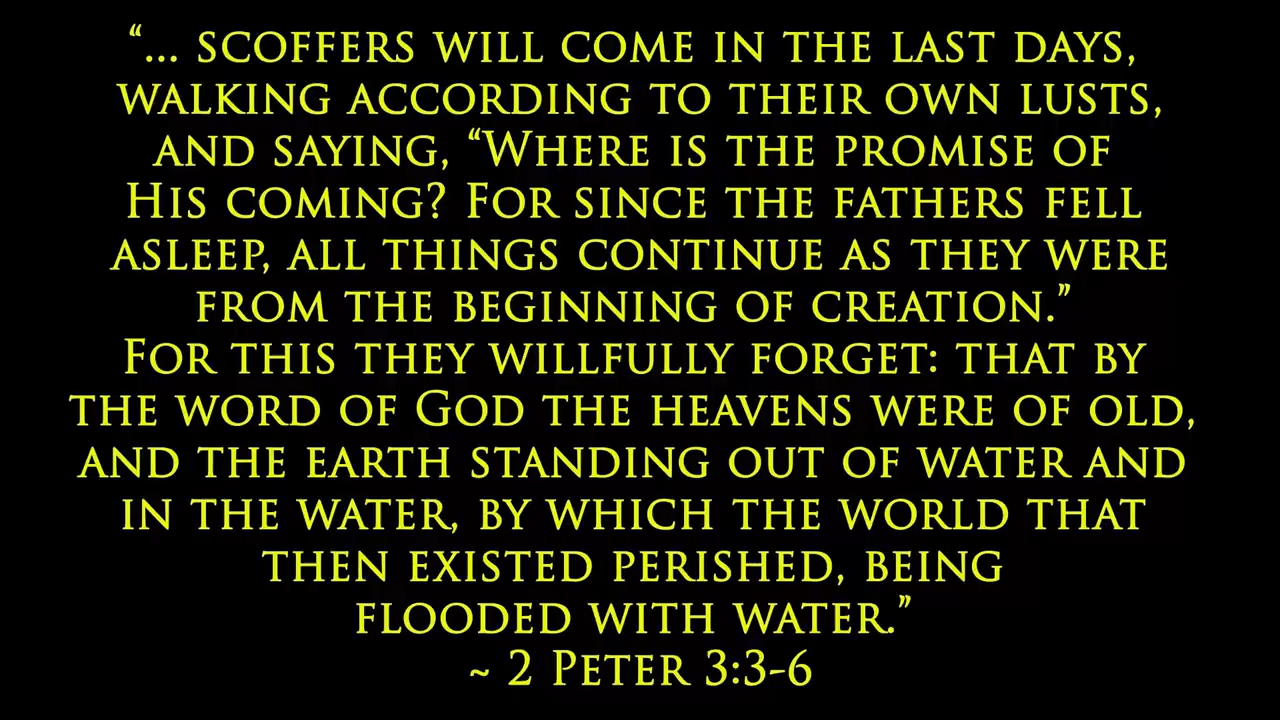 “... SCOFFERS WILL COME IN THE LAST DAYS,
WALKING ACCORDING TO THEIR OWN LUSTS,
AND SAYING, “WHERE IS THE PROMISE OF
HIS COMING? FOR SINCE THE FATHERS FELL
ASLEEP, ALL THINGS CONTINUE AS THEY WERE
FROM THE BEGINNING OF CREATION.”
FOR THIS THEY WILLFULLY FORGET: THAT BY
THE WORD OF GOD THE HEAVENS WERE OF OLD,
AND THE EARTH STANDING OUT OF WATER AND
IN THE WATER, BY WHICH THE WORLD THAT
THEN EXISTED PERISHED, BEING
FLOODED WITH WATER.”
~ 2 PETER 3:3-6